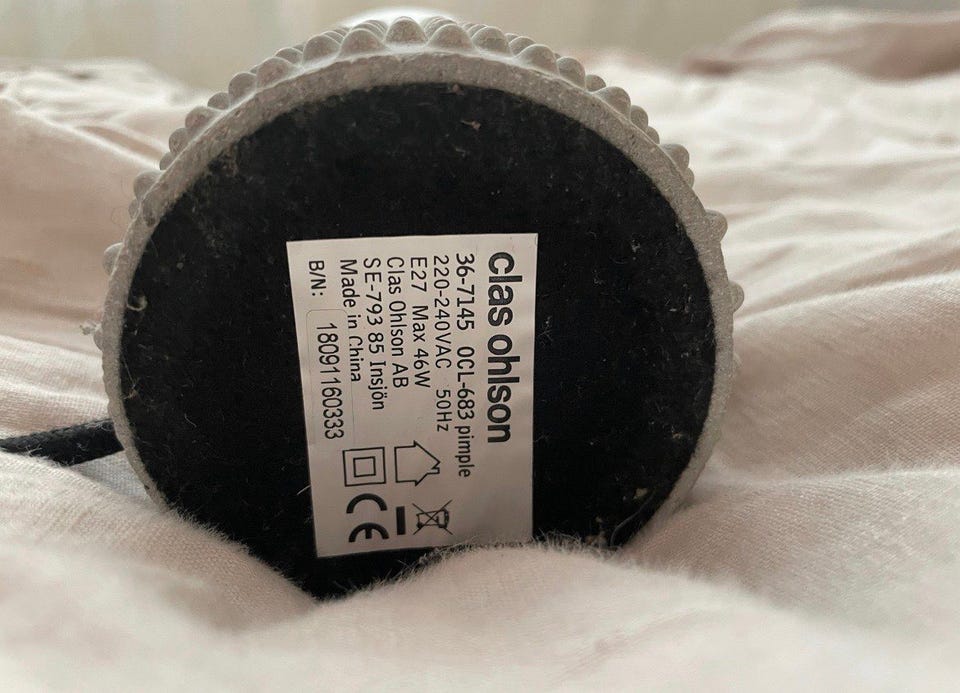 clas ohlson
36-7145 OCL-683 pimple
220-240VAC 50Hz
E27 Max 46W
Clas Ohlson AB
SE-793 85 Insjön
Made in China
B/N: 18091160333
CE